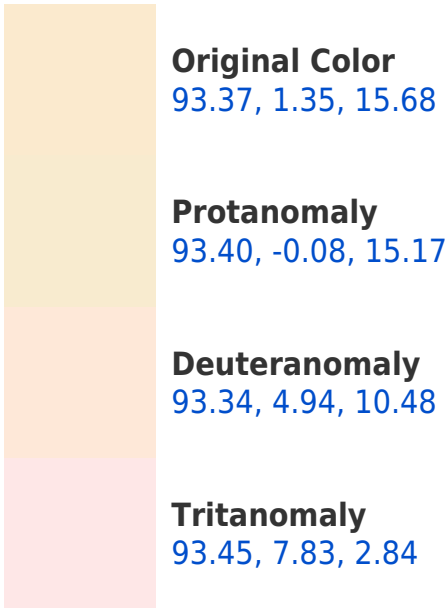 Original Color
93.37, 1.35, 15.68
Protanomaly
93.40, -0.08, 15.17
Deuteranomaly
93.34, 4.94, 10.48
Tritanomaly
93.45, 7.83, 2.84